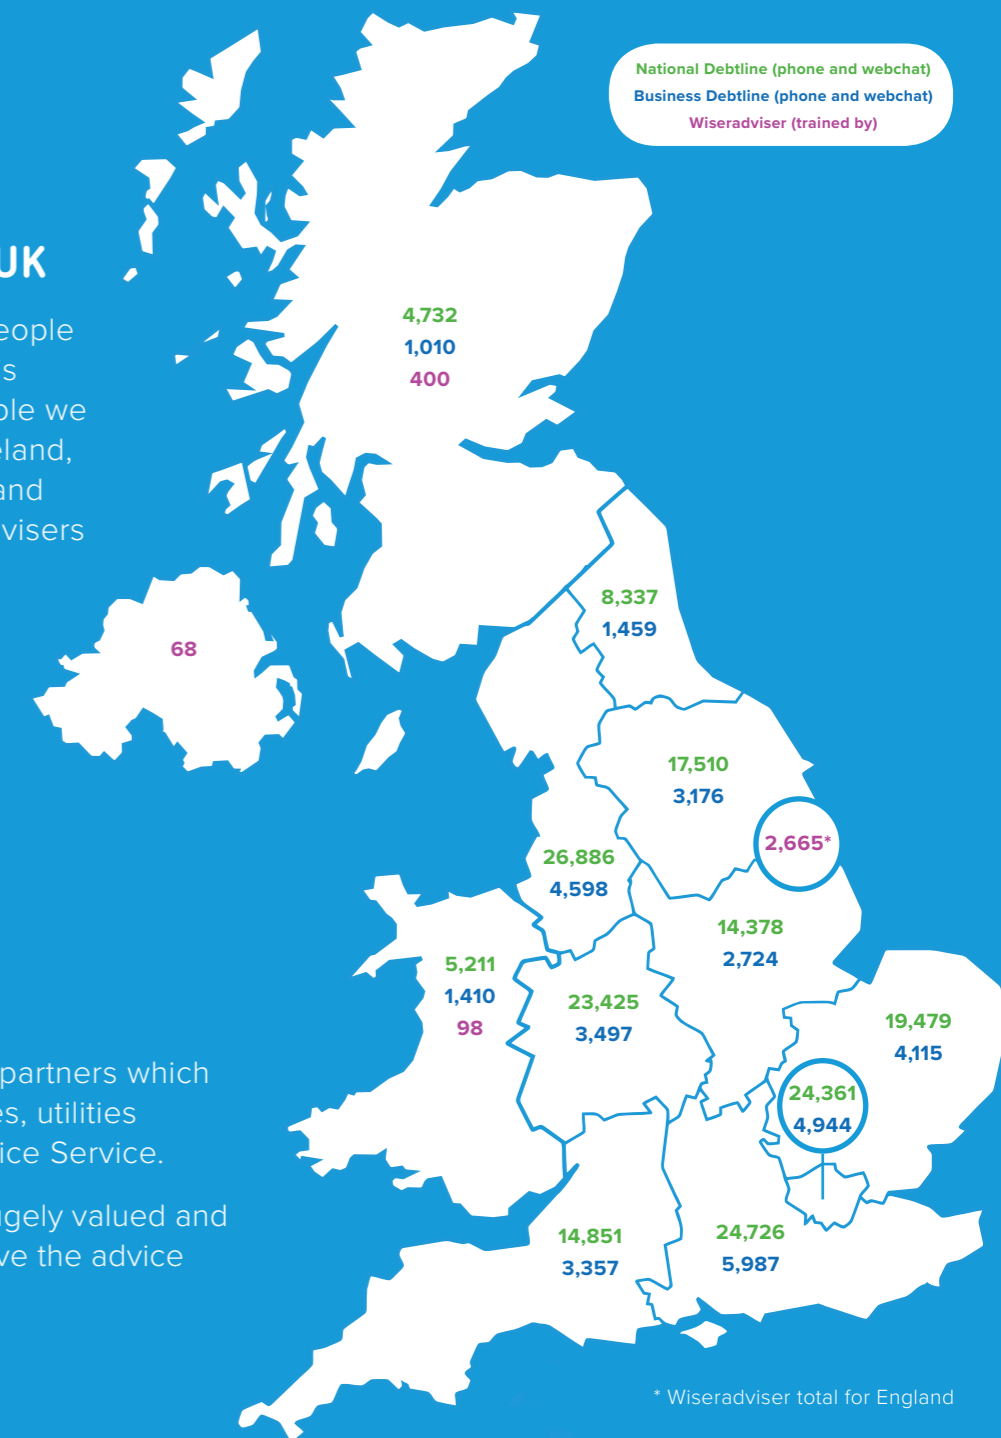 National Debtline (phone and webchat)
Business Debtline (phone and webchat)
Wiseradviser (trained by)
UK
eople
s
ple we
eland,
and
visers
partners which
es, utilities
ice Service.
ugely valued and
ve the advice
4,732
1,010
400
68
8,337
1,459
17,510
3,176
2,665*
26,886
4,598
14,378
2,724
5,211
1,410
98
23,425
3,497
19,479
4,115
24,361
4,944
14,851
3,357
24,726
5,987
* Wiseradviser total for England